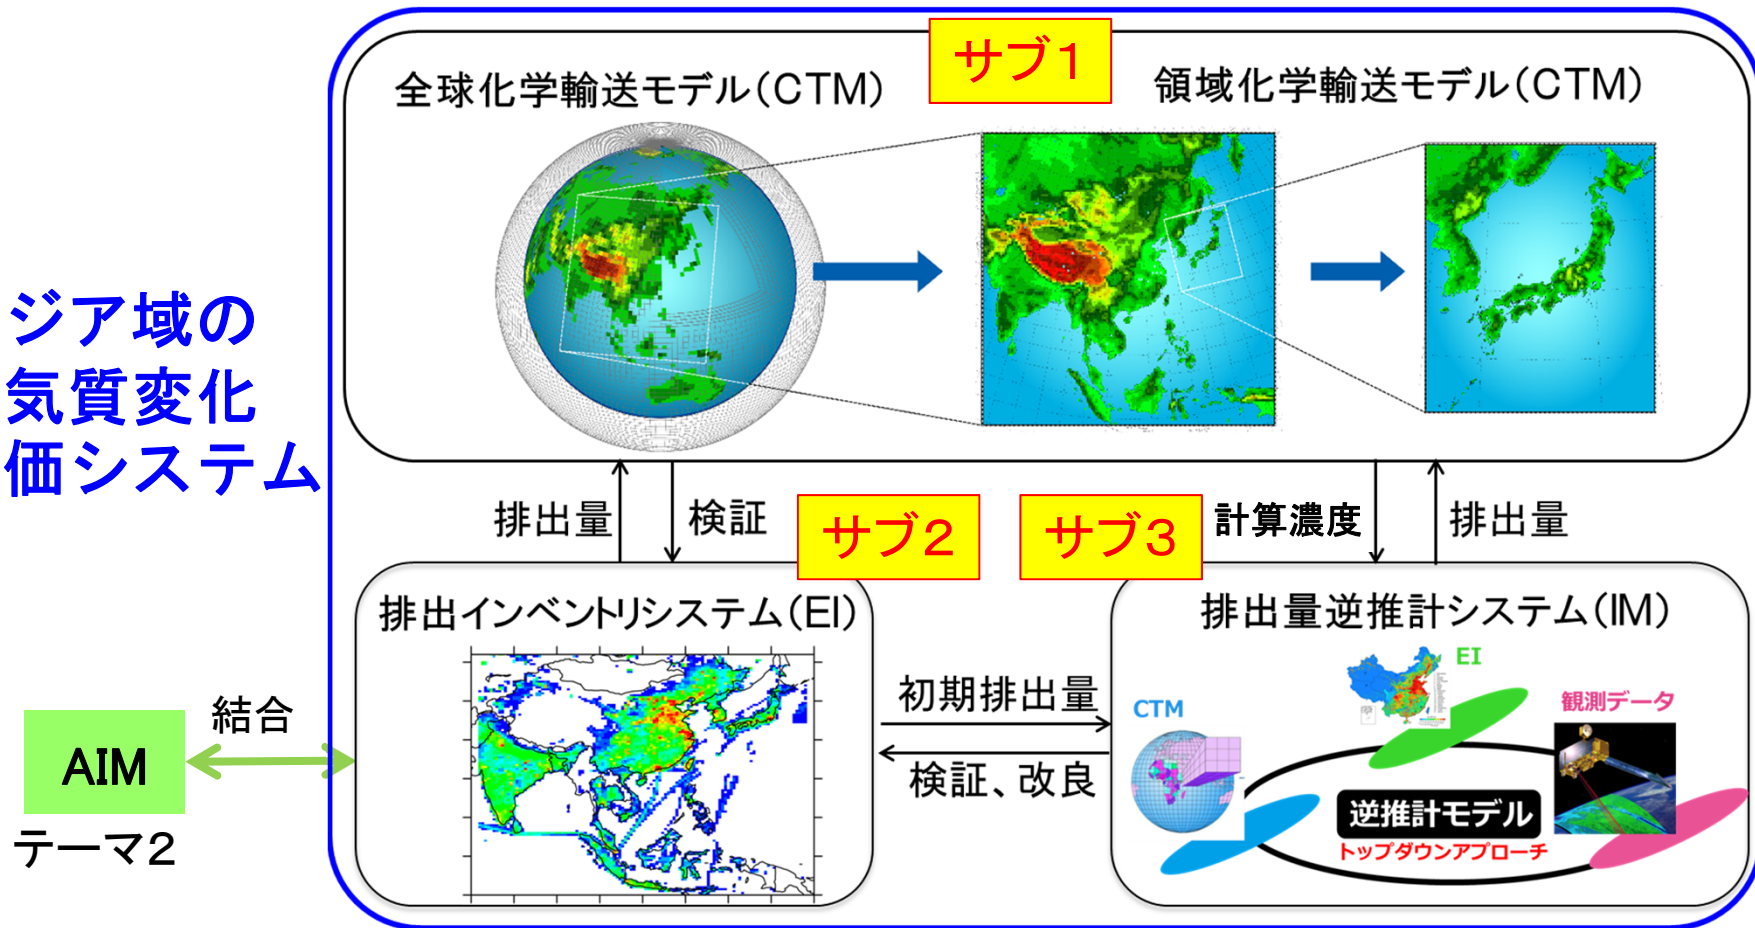 サブ1
全球化学輸送モデル(CTM)
領域化学輸送モデル(CTM)
ジア域の
気質変化
価システム
排出量
検証
サブ2
サブ3
計算濃度
排出量
排出インベントリシステム(EI)
排出量逆推計システム(IM)
結合
AIM
テーマ2
初期排出量
検証、改良
EI
CTM
観測データ
逆推計モデル
トップダウンアプローチ